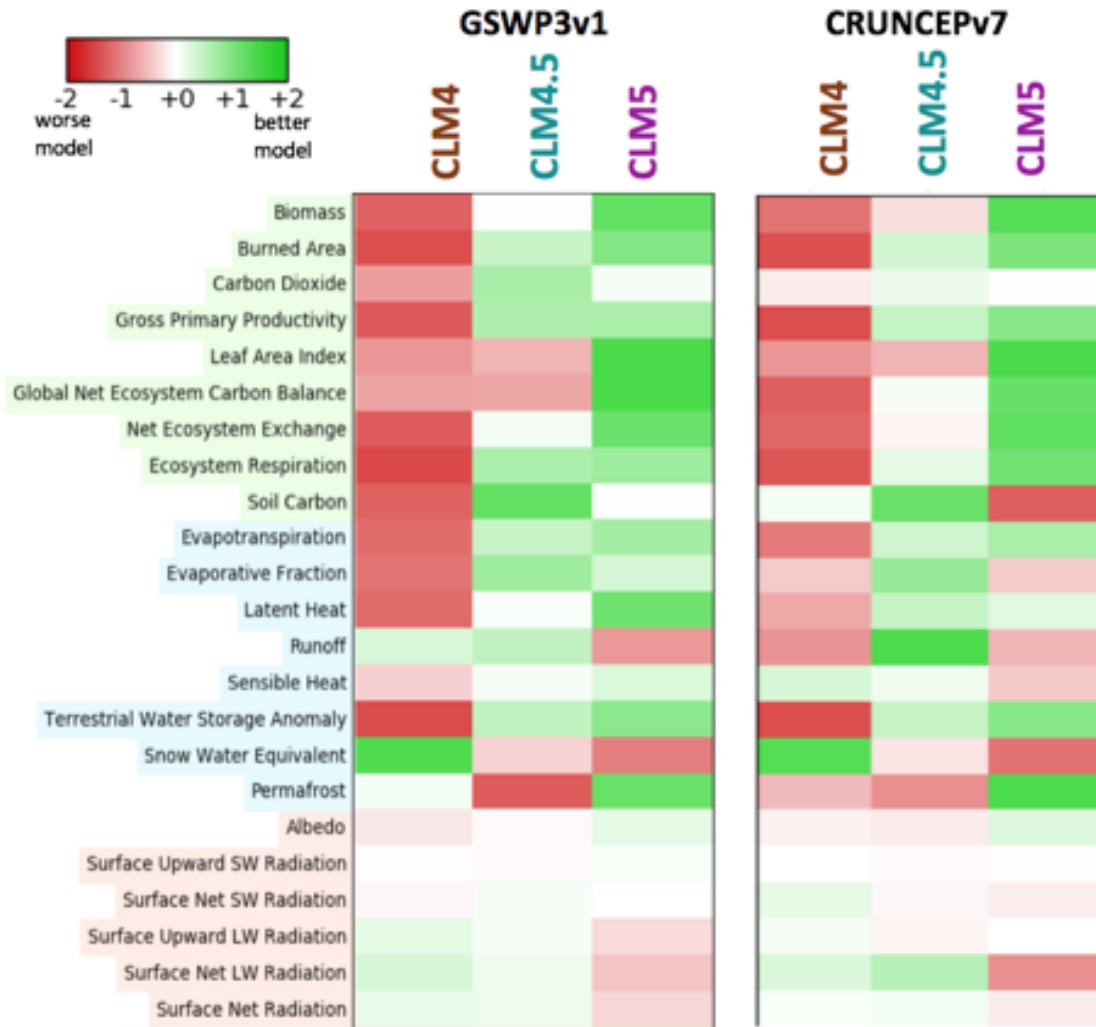 GSWP3v1 CRUNCEPv7
-2 -1 +0 +1 +2
worse model better model
CLM4 CLM4.5 CLM5 CLM4 CLM4.5 CLM5
Biomass
Burned Area
Carbon Dioxide
Gross Primary Productivity
Leaf Area Index
Global Net Ecosystem Carbon Balance
Net Ecosystem Exchange
Ecosystem Respiration
Soil Carbon
Evapotranspiration
Evaporative Fraction
Latent Heat
Runoff
Sensible Heat
Terrestrial Water Storage Anomaly
Snow Water Equivalent
Permafrost
Albedo
Surface Upward SW Radiation
Surface Net SW Radiation
Surface Upward LW Radiation
Surface Net LW Radiation
Surface Net Radiation